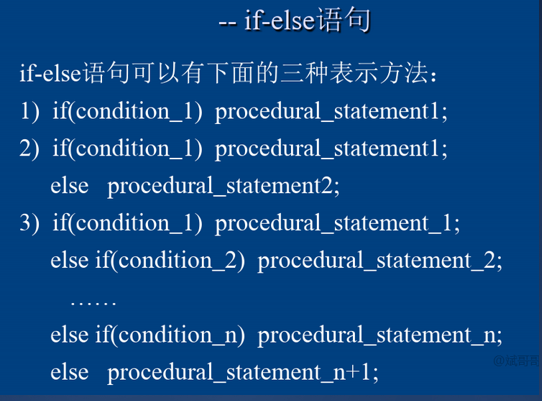 -- if-else语句
if-else语句可以有下面的三种表示方法：
1) if(condition_1) procedural_statement1;
2) if(condition_1) procedural_statement1;
else procedural_statement2;
3) if(condition_1) procedural_statement_1;
else if(condition_2) procedural_statement_2;
……
else if(condition_n) procedural_statement_n;
else procedural_statement_n+1;